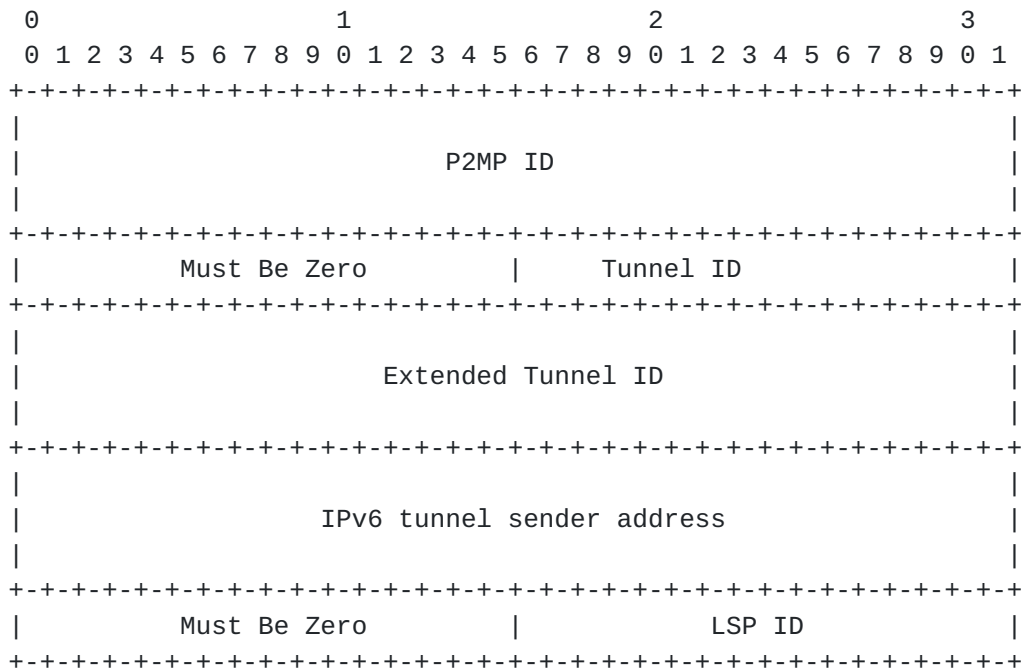 0                   1                   2                   3
 0 1 2 3 4 5 6 7 8 9 0 1 2 3 4 5 6 7 8 9 0 1 2 3 4 5 6 7 8 9 0 1
+-+-+-+-+-+-+-+-+-+-+-+-+-+-+-+-+-+-+-+-+-+-+-+-+-+-+-+-+-+-+-+-+
|                                                               |
|                           P2MP ID                             |
|                                                               |
+-+-+-+-+-+-+-+-+-+-+-+-+-+-+-+-+-+-+-+-+-+-+-+-+-+-+-+-+-+-+-+-+
|          Must Be Zero         |     Tunnel ID                 |
+-+-+-+-+-+-+-+-+-+-+-+-+-+-+-+-+-+-+-+-+-+-+-+-+-+-+-+-+-+-+-+-+
|                                                               |
|                       Extended Tunnel ID                      |
|                                                               |
+-+-+-+-+-+-+-+-+-+-+-+-+-+-+-+-+-+-+-+-+-+-+-+-+-+-+-+-+-+-+-+-+
|                                                               |
|                   IPv6 tunnel sender address                  |
|                                                               |
+-+-+-+-+-+-+-+-+-+-+-+-+-+-+-+-+-+-+-+-+-+-+-+-+-+-+-+-+-+-+-+-+
|          Must Be Zero         |            LSP ID             |
+-+-+-+-+-+-+-+-+-+-+-+-+-+-+-+-+-+-+-+-+-+-+-+-+-+-+-+-+-+-+-+-+